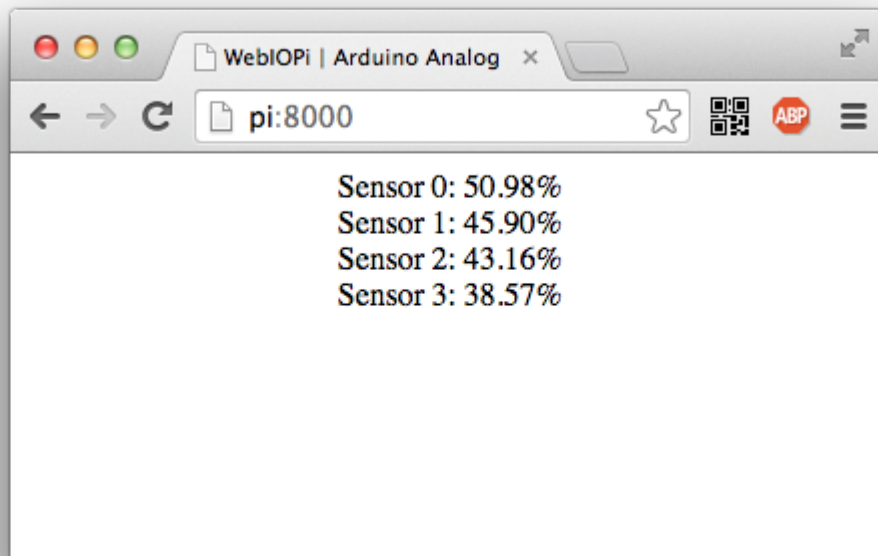 WebIOPi | Arduino Analog
pi:8000
ABP
Sensor 0: 50.98%
Sensor 1: 45.90%
Sensor 2: 43.16%
Sensor 3: 38.57%